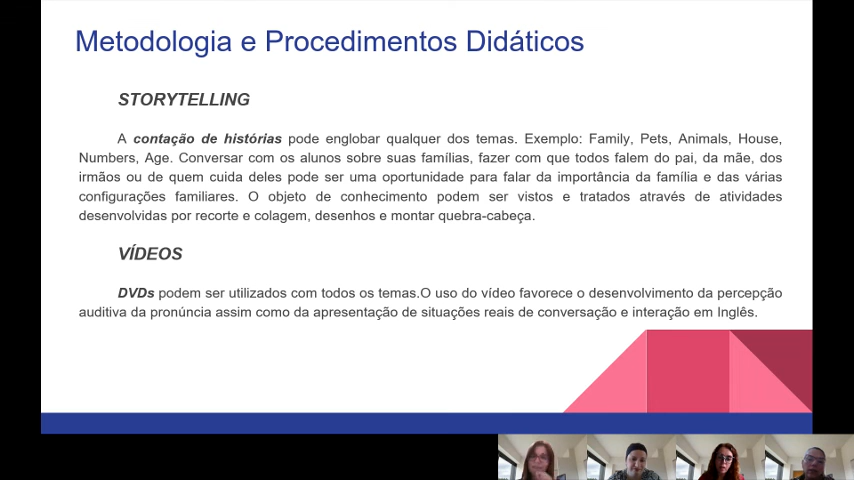 Metodologia e Procedimentos Didáticos
STORYTELLING
A contação de histórias pode englobar qualquer dos temas. Exemplo: Family, Pets, Animals, House,
Numbers, Age. Conversar com os alunos sobre suas famílias, fazer com que todos falem do pai, da mãe, dos
irmãos ou de quem cuida deles pode ser uma oportunidade para falar da importância da família e das várias
configurações familiares. O objeto de conhecimento podem ser vistos e tratados através de atividades
desenvolvidas por recorte e colagem, desenhos e montar quebra-cabeça.
VÍDEOS
DVDs podem ser utilizados com todos os temas.O uso do vídeo favorece o desenvolvimento da percepção
auditiva da pronúncia assim como da apresentação de situações reais de conversação e interação em Inglês.